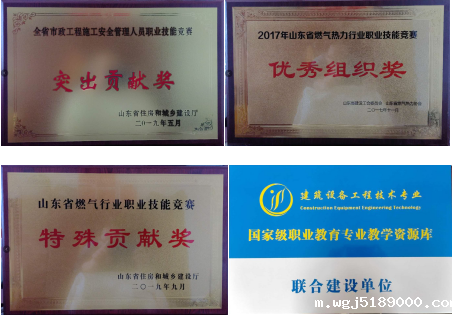 全省市政工程施工安全管理人员职业技能竞赛
突出贡献奖
山东省住房和城乡建设厅
二〇一九年五月
2017年山东省燃气热力行业职业技能竞赛
优秀组织奖
二〇一七年十一月
山东省燃气行业职业技能竞赛
特殊贡献奖
山东省住房和城乡建设厅
二〇一九年九月
建筑设备工程技术专业
Construction Equipment Engineering Technology
国家级职业教育专业教学资源库
联合建设单位
m.wgj5189000.com